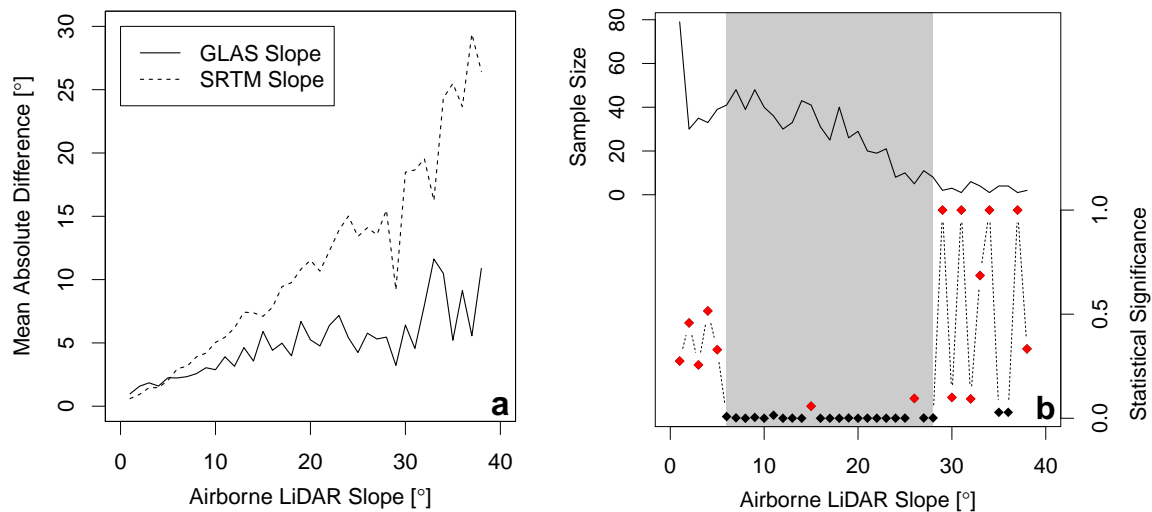 GLAS Slope
SRTM Slope
Mean Absolute Difference [°]
0
5
10
15
20
25
30
0
10
20
30
40
Airborne LiDAR Slope [°]
a
Sample Size
0
20
40
60
80
Statistical Significance
0.0
0.5
1.0
0
10
20
30
40
Airborne LiDAR Slope [°]
b